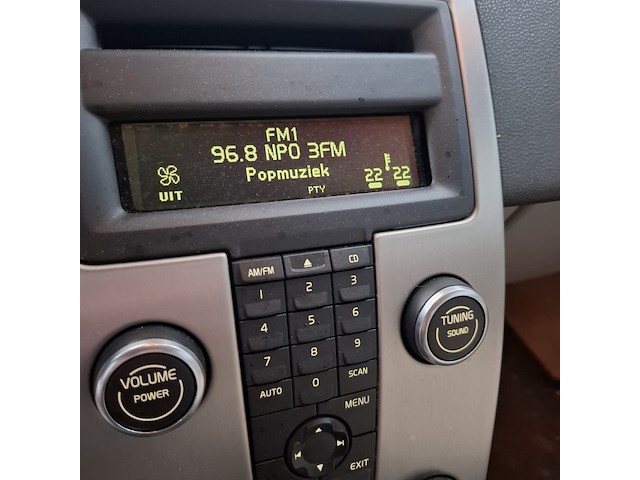 FM1
96.8 NPO 3FM
Popmuziek
UIT
PTY
22 22
AM/FM
CD
1 2 3
4 5 6
7 8 9
AUTO 0 SCAN
MENU
EXIT
VOLUME
POWER
TUNING
SOUND